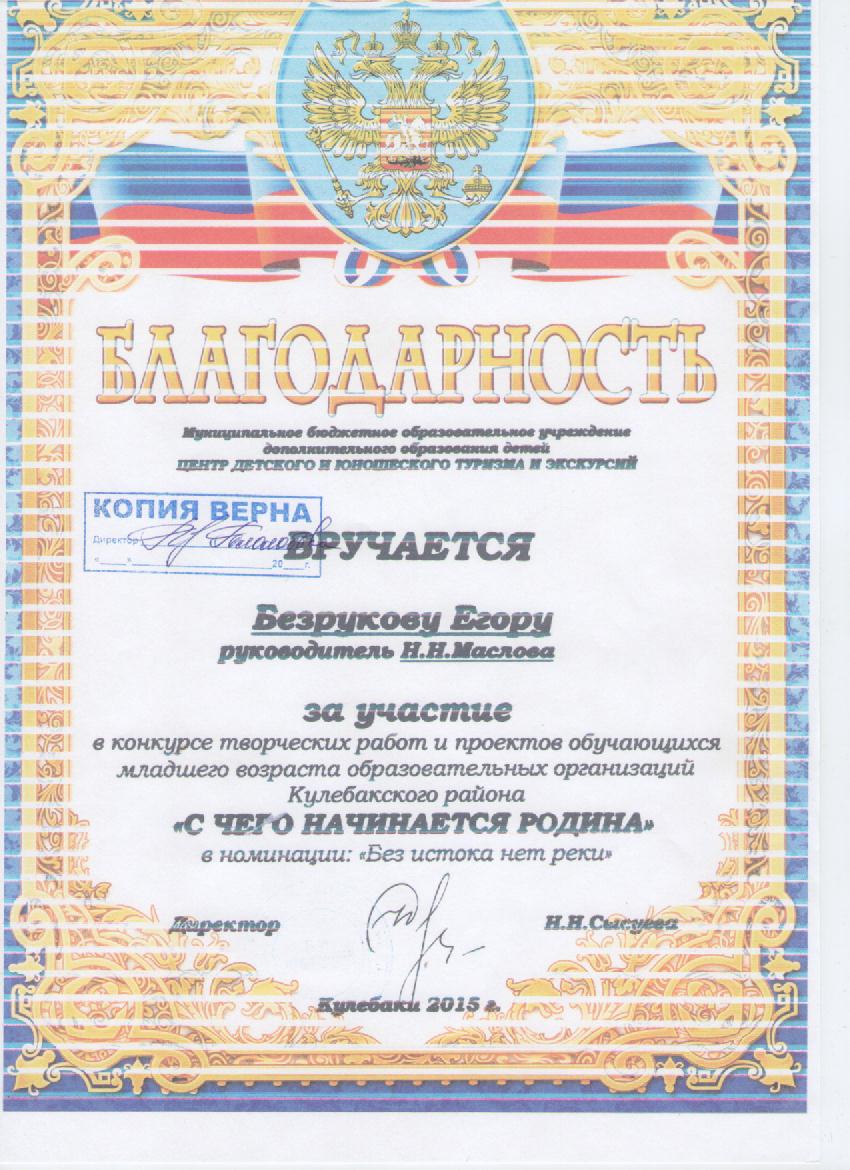 БЛАГОДАРНОСТЬ
Муниципальное бюджетное образовательное учреждение
дополнительного образования детей
ЦЕНТР ДЕТСКОГО И ЮНОШЕСКОГО ТУРИЗМА И ЭКСКУРСИЙ
КОПИЯ ВЕРНА
Директор
«____»____________________20____г.
ВРУЧАЕТСЯ
Безрукову Егору
руководитель Н.Н.Маслова
за участие
в конкурсе творческих работ и проектов обучающихся
младшего возраста образовательных организаций
Кулебакского района
«С ЧЕГО НАЧИНАЕТСЯ РОДИНА»
в номинации: «Без истока нет реки»
Директор Н.Н.Сысуева
Кулебаки 2015 г.